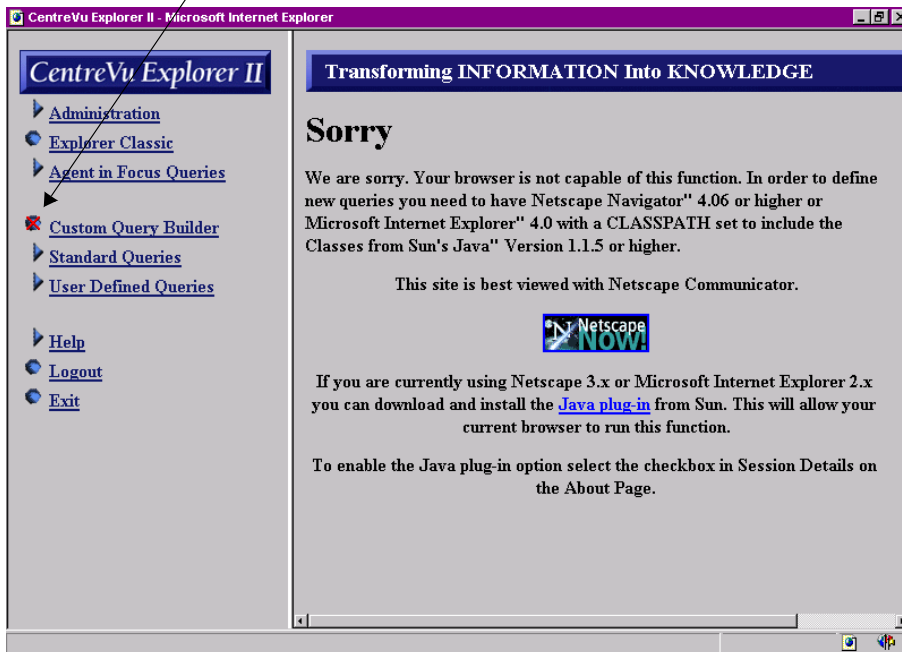 CentreVu Explorer II - Microsoft Internet Explorer
CentreVu Explorer II
Administration
Explorer Classic
Agent in Focus Queries
Custom Query Builder
Standard Queries
User Defined Queries
Help
Logout
Exit
Transforming INFORMATION Into KNOWLEDGE
Sorry
We are sorry. Your browser is not capable of this function. In order to define
new queries you need to have Netscape Navigator" 4.06 or higher or
Microsoft Internet Explorer" 4.0 with a CLASSPATH set to include the
Classes from Sun's Java" Version 1.1.5 or higher.
This site is best viewed with Netscape Communicator.
N Netscape
NOW!
If you are currently using Netscape 3.x or Microsoft Internet Explorer 2.x
you can download and install the Java plug-in from Sun. This will allow your
current browser to run this function.
To enable the Java plug-in option select the checkbox in Session Details on
the About Page.